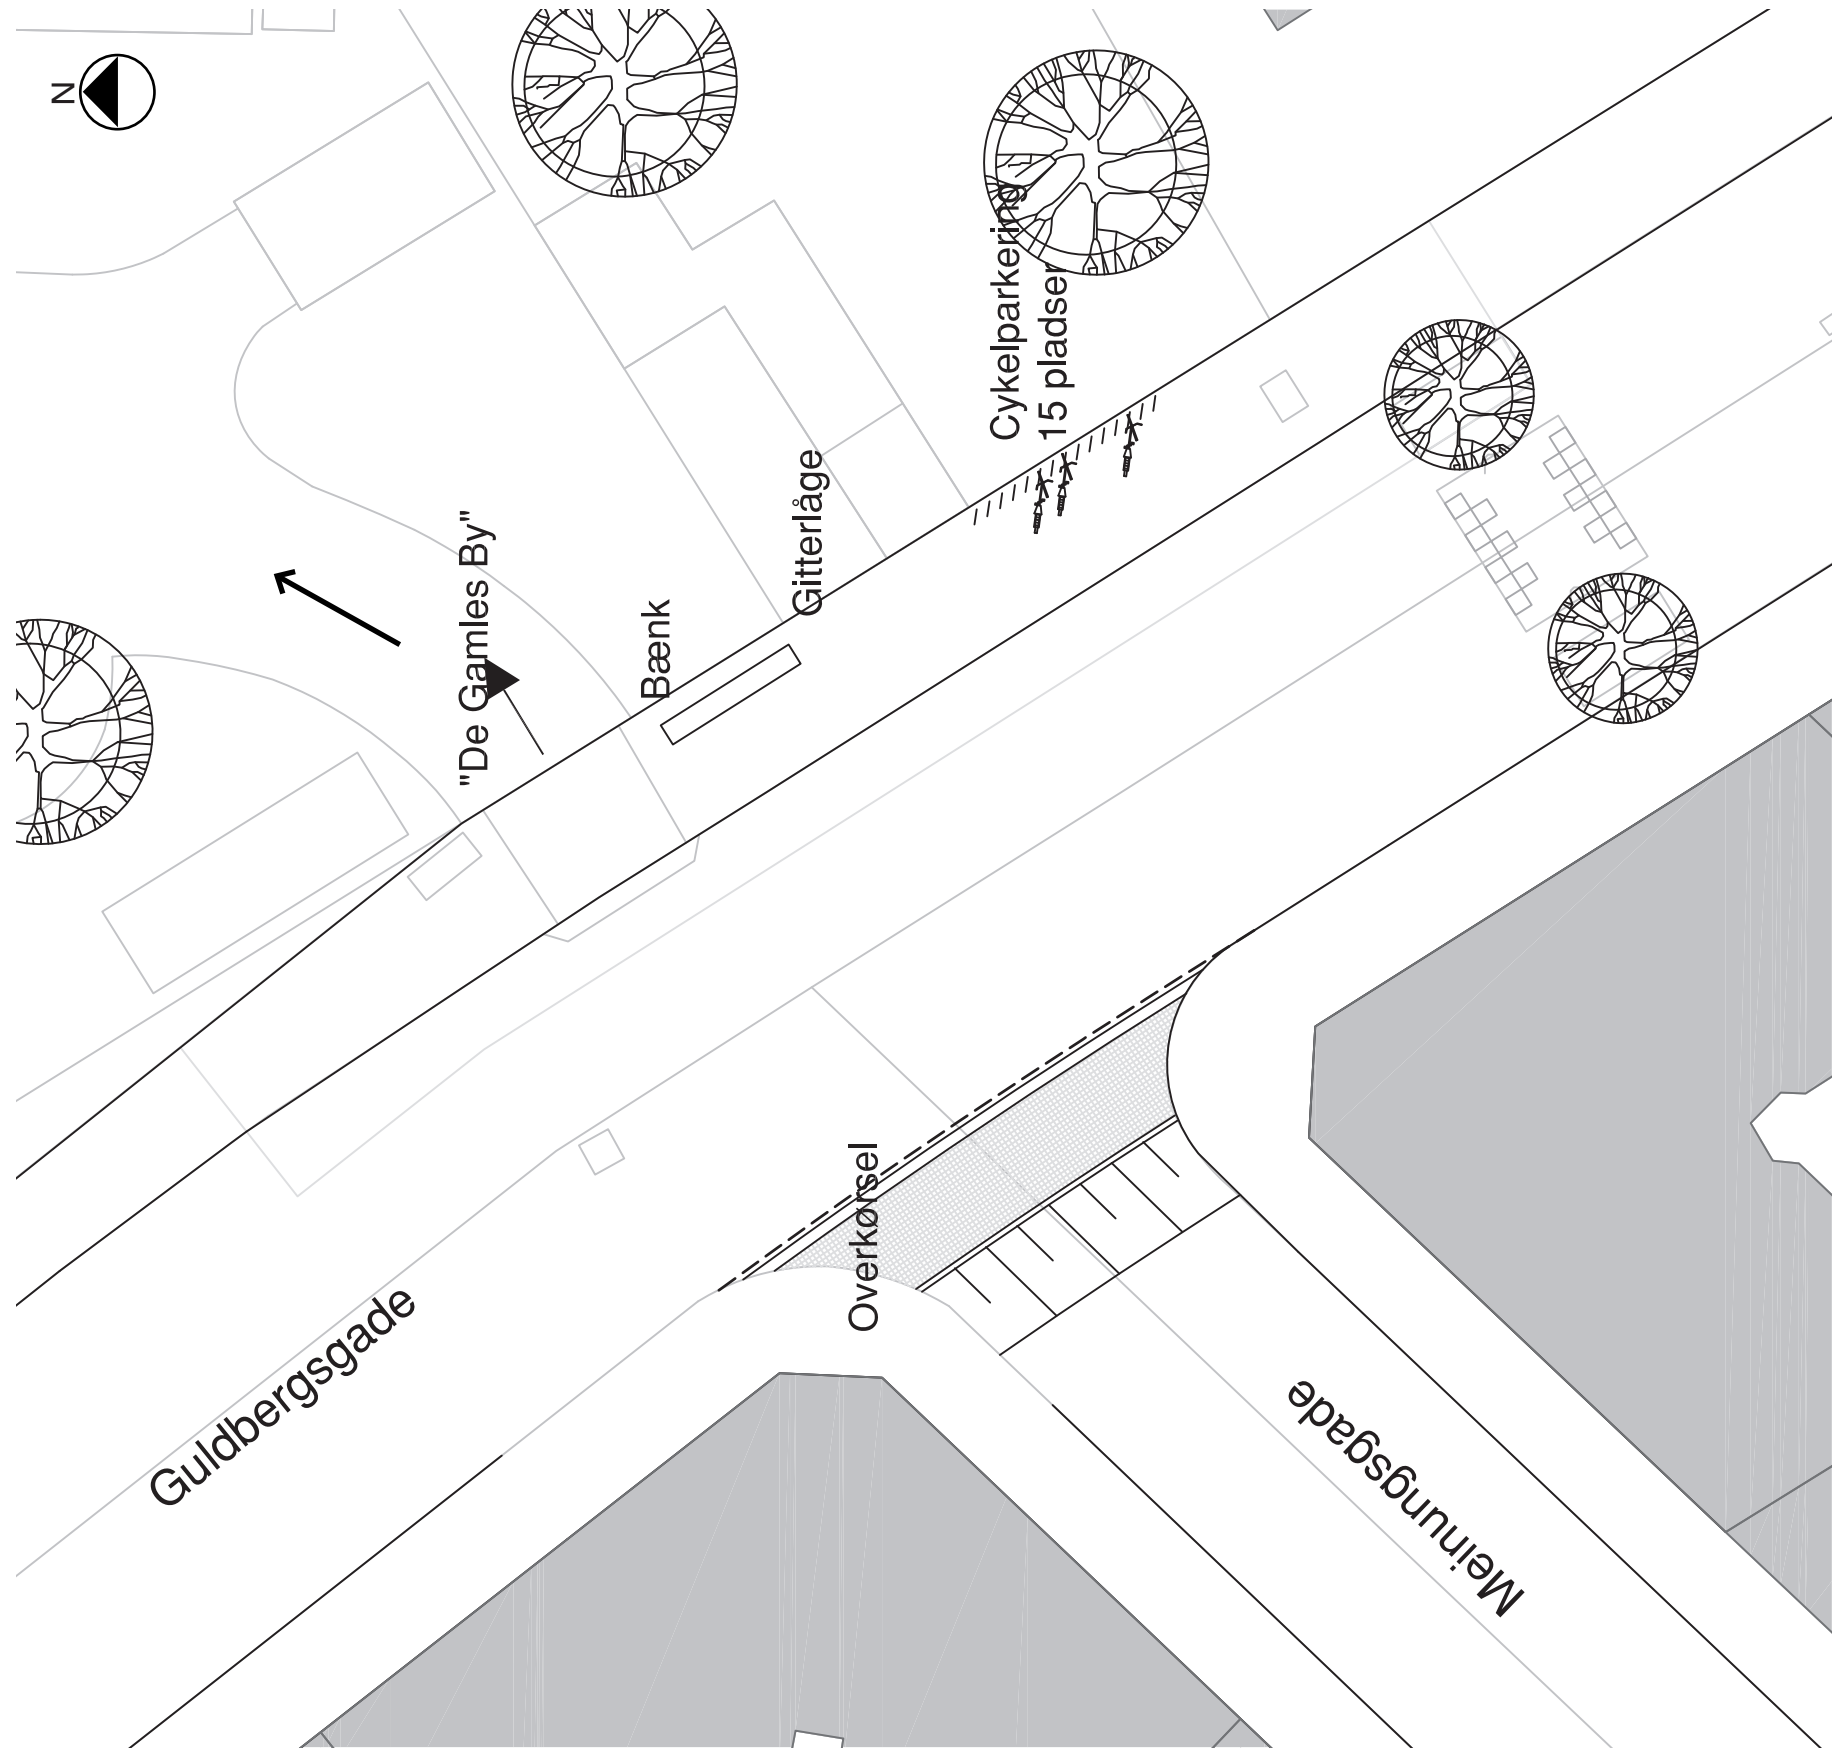 N
Cykelparkering
15 pladser
"De Gamles By"
Bænk
Gitterlåge
Overkørsel
Guldbergsgade
Meinungsgade